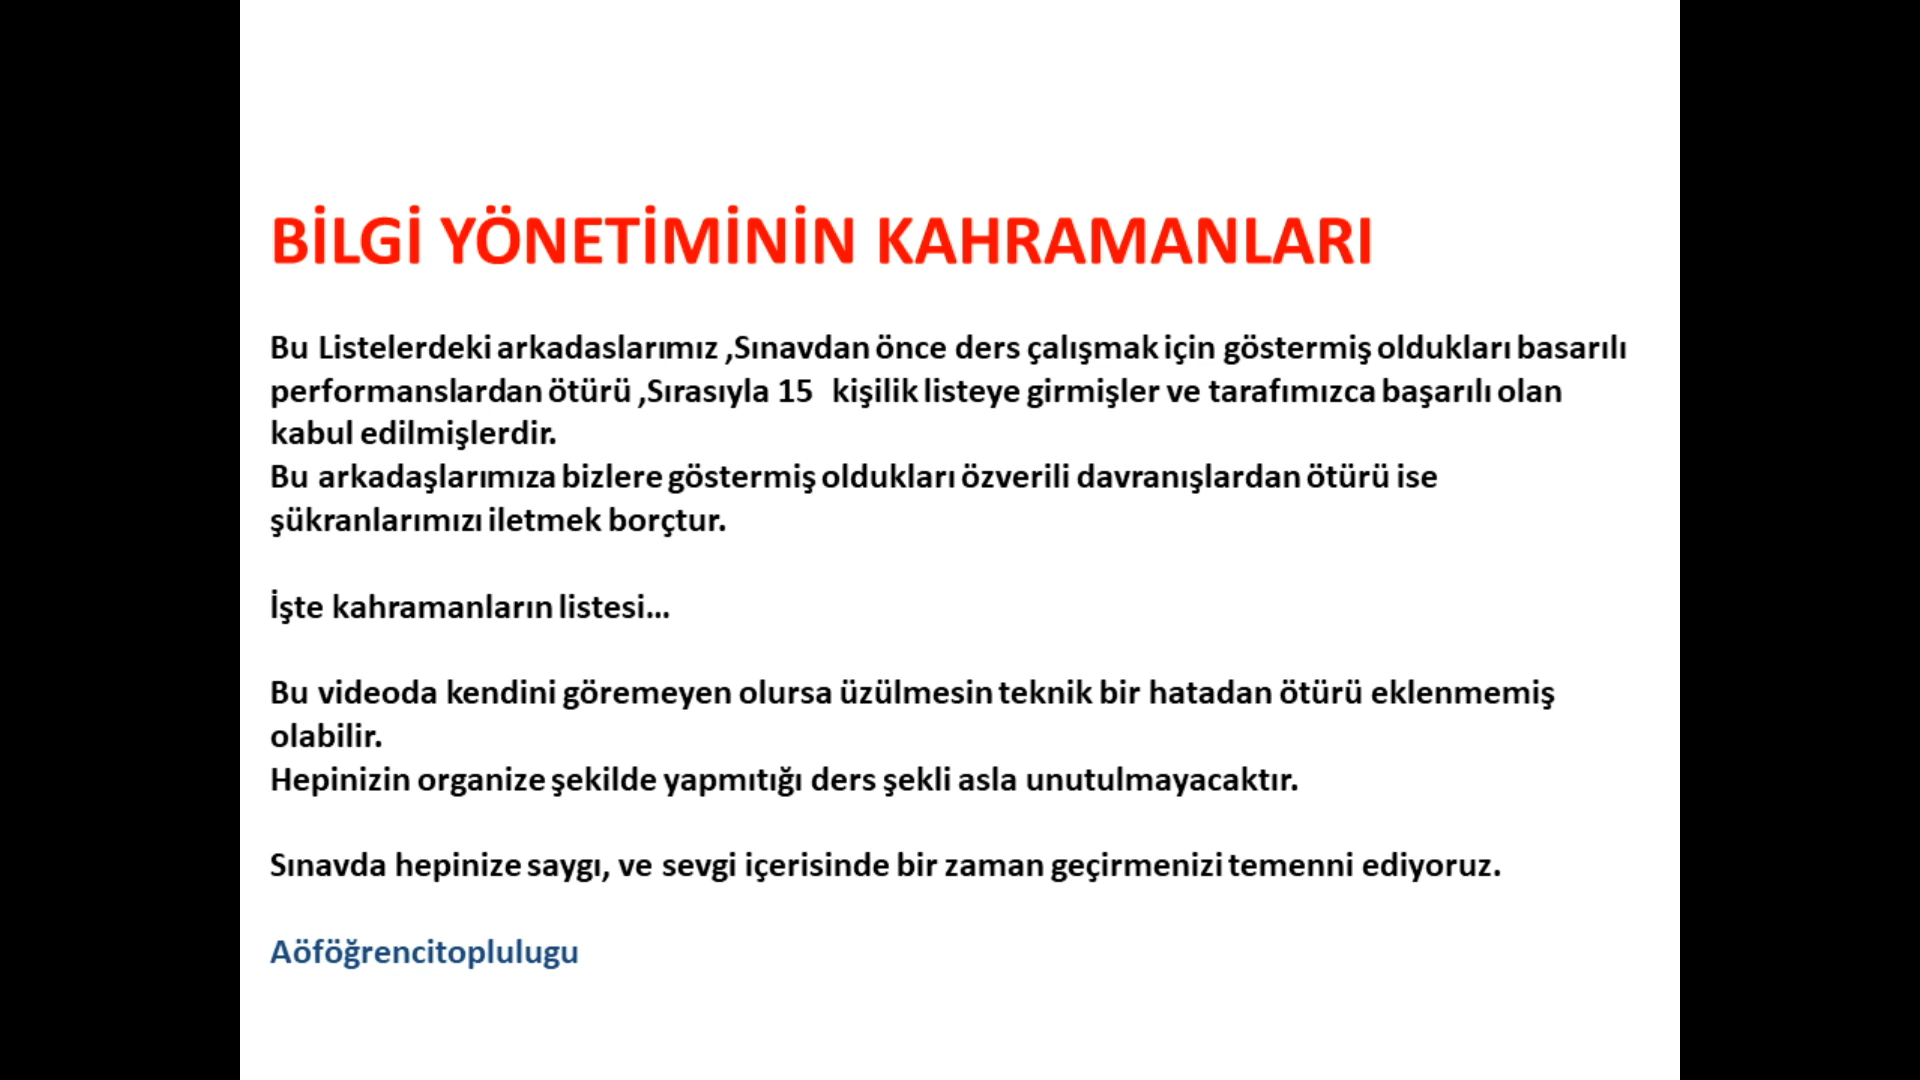 BİLGİ YÖNETİMİNİN KAHRAMANLARI
Bu Listelerdeki arkadaslarımız ,Sınavdan önce ders çalışmak için göstermiş oldukları basarılı
performanslardan ötürü ,Sırasıyla 15 kişilik listeye girmişler ve tarafımızca başarılı olan
kabul edilmişlerdir.
Bu arkadaşlarımıza bizlere göstermiş oldukları özverili davranışlardan ötürü ise
şükranlarımızı iletmek borçtur.
İşte kahramanların listesi...
Bu videoda kendini göremeyen olursa üzülmesin teknik bir hatadan ötürü eklenmemiş
olabilir.
Hepinizin organize şekilde yapmıtığı ders şekli asla unutulmayacaktır.
Sınavda hepinize saygı, ve sevgi içerisinde bir zaman geçirmenizi temenni ediyoruz.
Aöföğrencitoplulugu